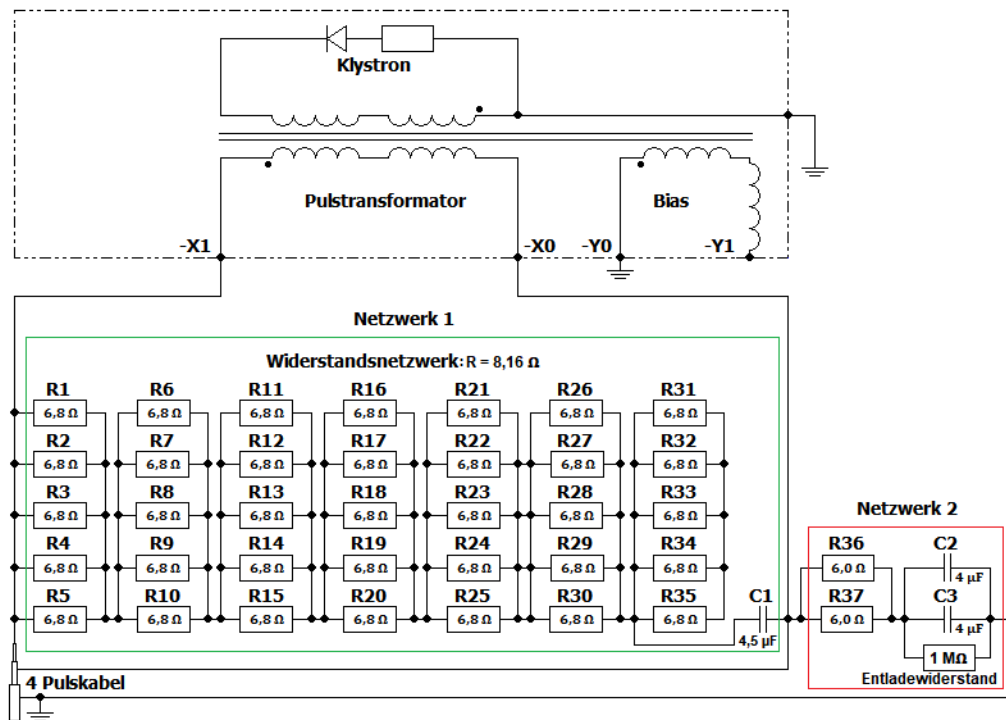 Klystron
Pulstransformator
Bias
-X1
-X0
-Y0
-Y1
Netzwerk 1
Widerstandsnetzwerk: R = 8,16 Ω
R1 R6 R11 R16 R21 R26 R31
6,8 Ω 6,8 Ω 6,8 Ω 6,8 Ω 6,8 Ω 6,8 Ω 6,8 Ω
R2 R7 R12 R17 R22 R27 R32
6,8 Ω 6,8 Ω 6,8 Ω 6,8 Ω 6,8 Ω 6,8 Ω 6,8 Ω
R3 R8 R13 R18 R23 R28 R33
6,8 Ω 6,8 Ω 6,8 Ω 6,8 Ω 6,8 Ω 6,8 Ω 6,8 Ω
R4 R9 R14 R19 R24 R29 R34
6,8 Ω 6,8 Ω 6,8 Ω 6,8 Ω 6,8 Ω 6,8 Ω 6,8 Ω
R5 R10 R15 R20 R25 R30 R35
6,8 Ω 6,8 Ω 6,8 Ω 6,8 Ω 6,8 Ω 6,8 Ω 6,8 Ω
C1
4,5 µF
Netzwerk 2
R36
6,0 Ω
R37
6,0 Ω
C2
4 µF
C3
4 µF
1 MΩ
Entladewiderstand
4 Pulskabel